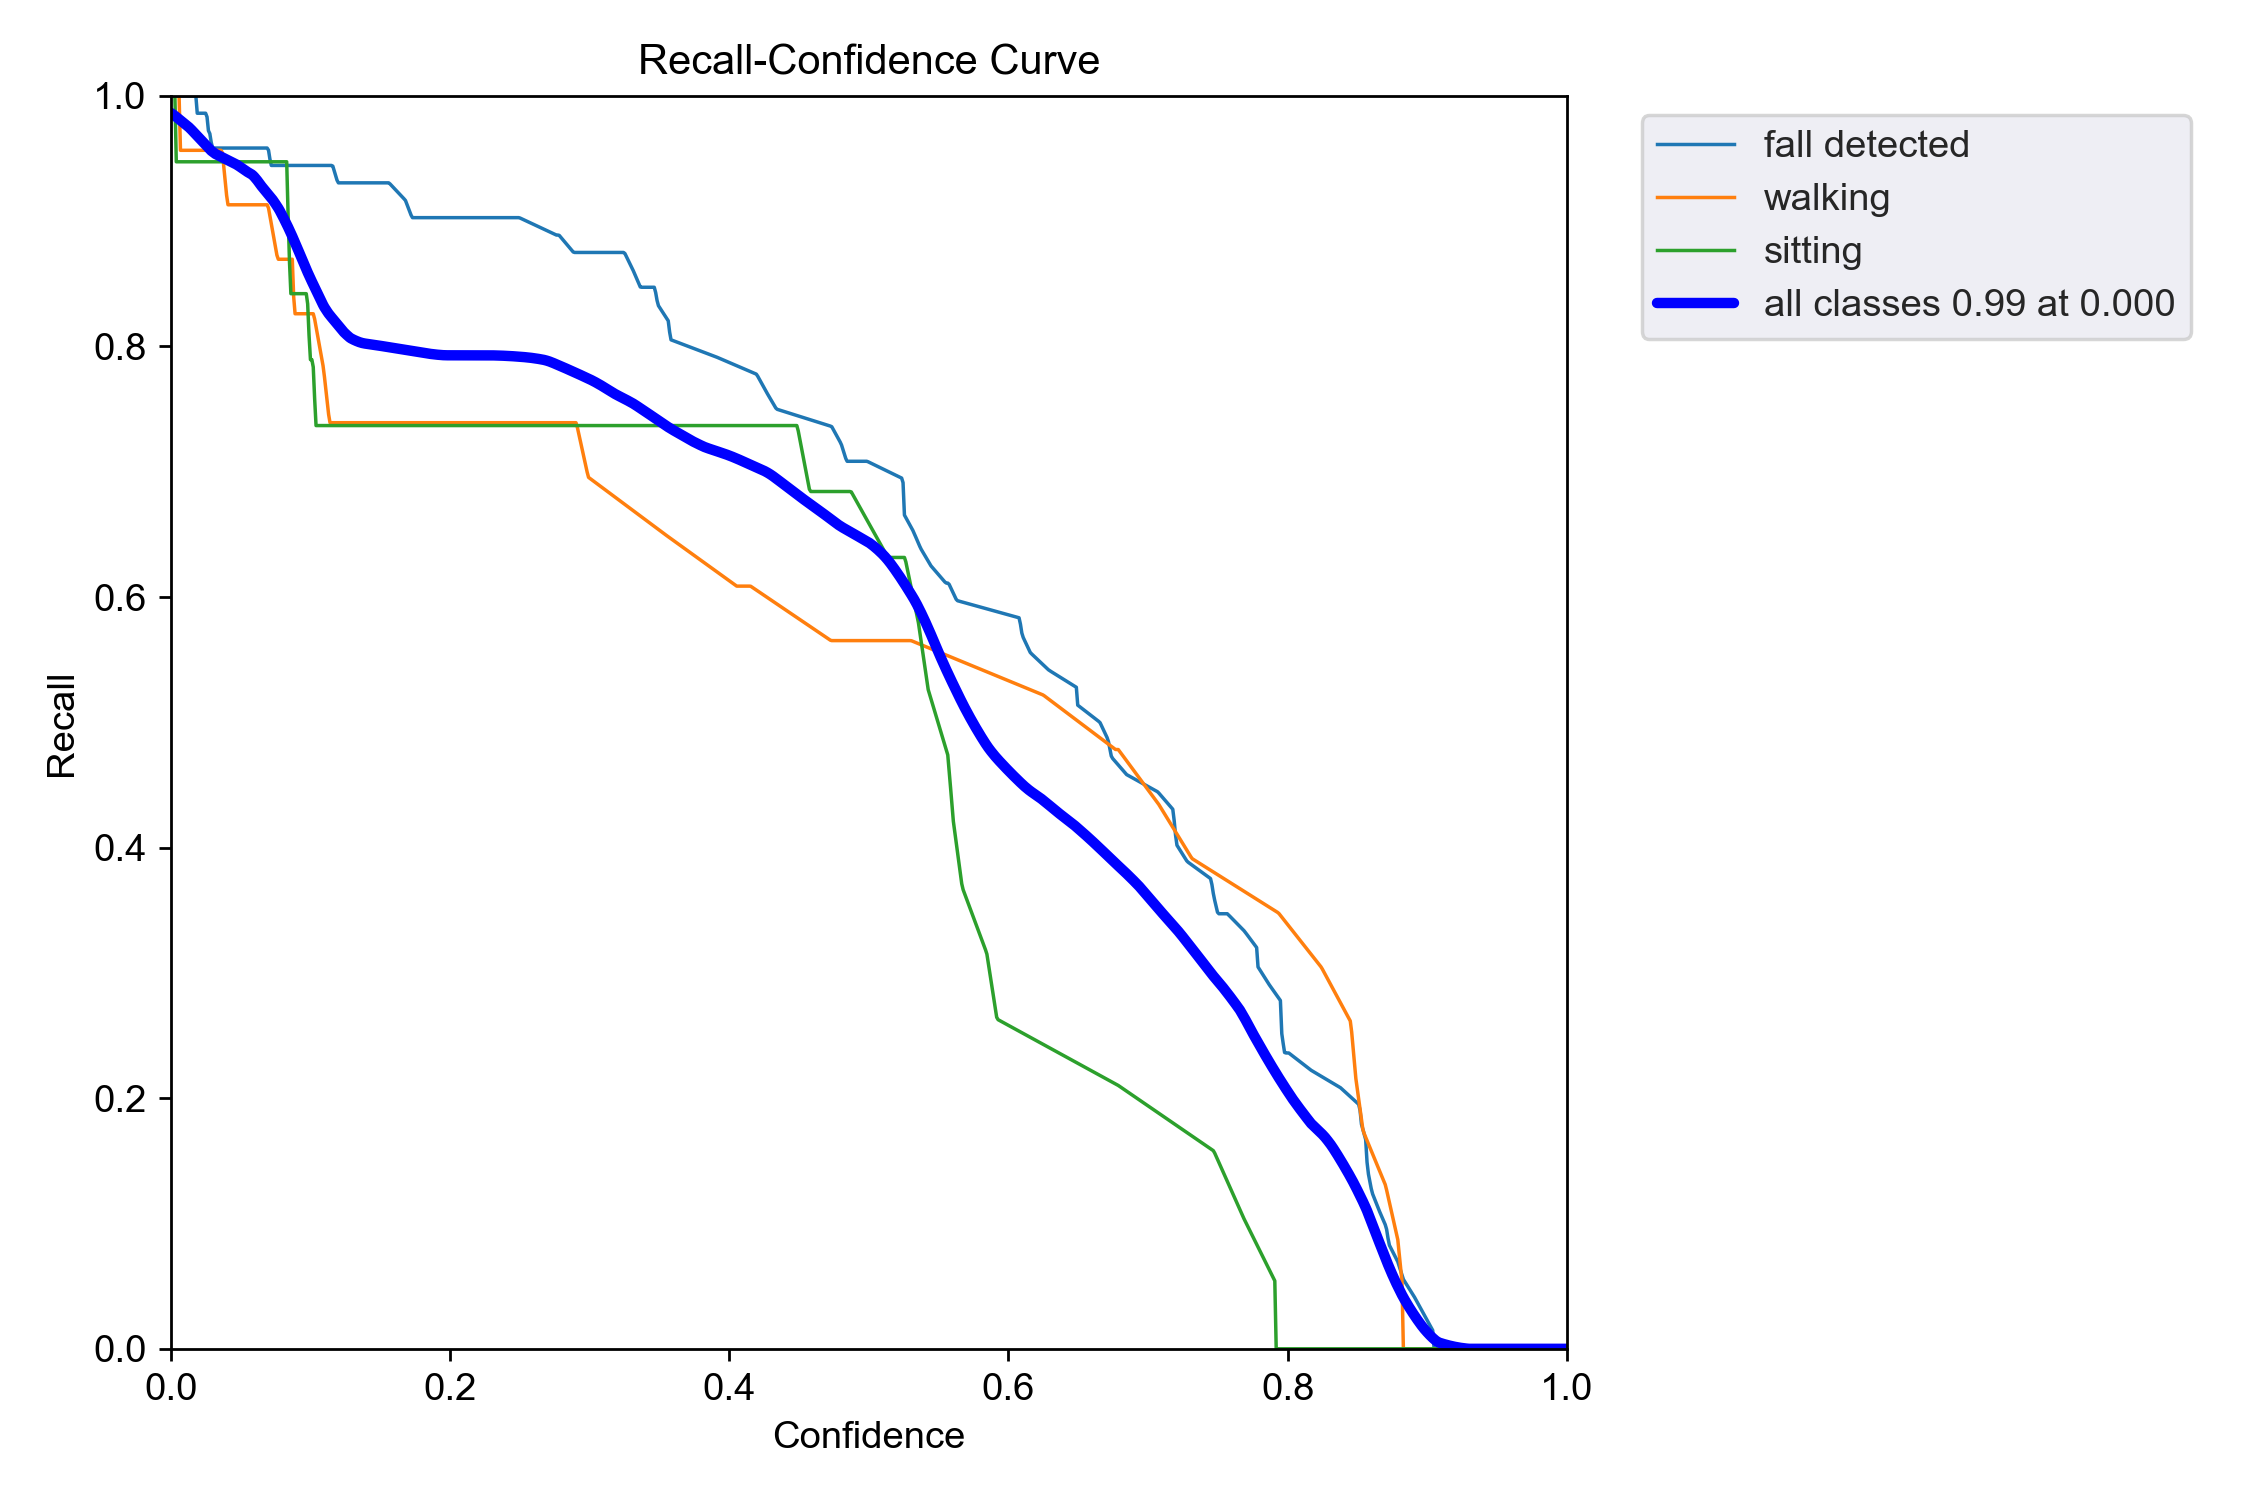 Recall-Confidence Curve
1.0
0.8
0.6
0.4
0.2
0.0
Recall
0.0 0.2 0.4 0.6 0.8 1.0
Confidence
fall detected
walking
sitting
all classes 0.99 at 0.000